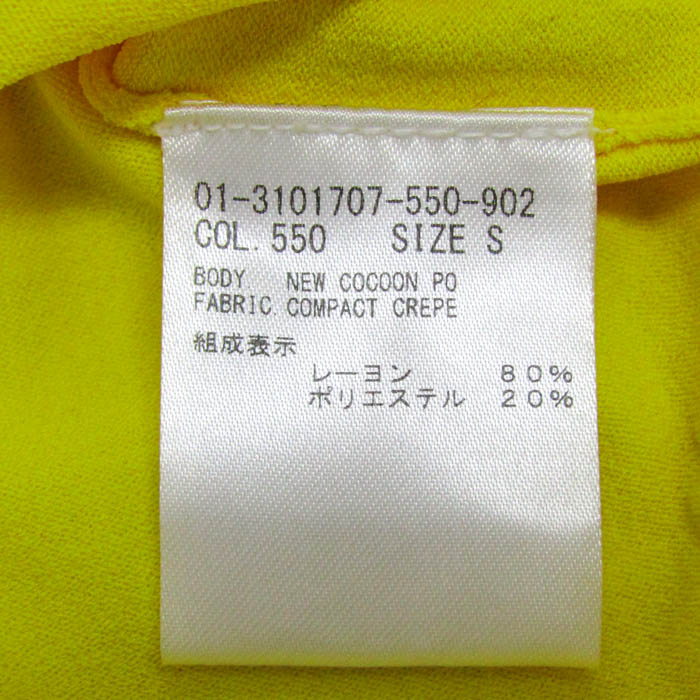 01-3101707-550-902
COL. 550 SIZE S
BODY NEW COCOON PO
FABRIC COMPACT CREPE
組成表示
レーヨン 80%
ポリエステル 20%